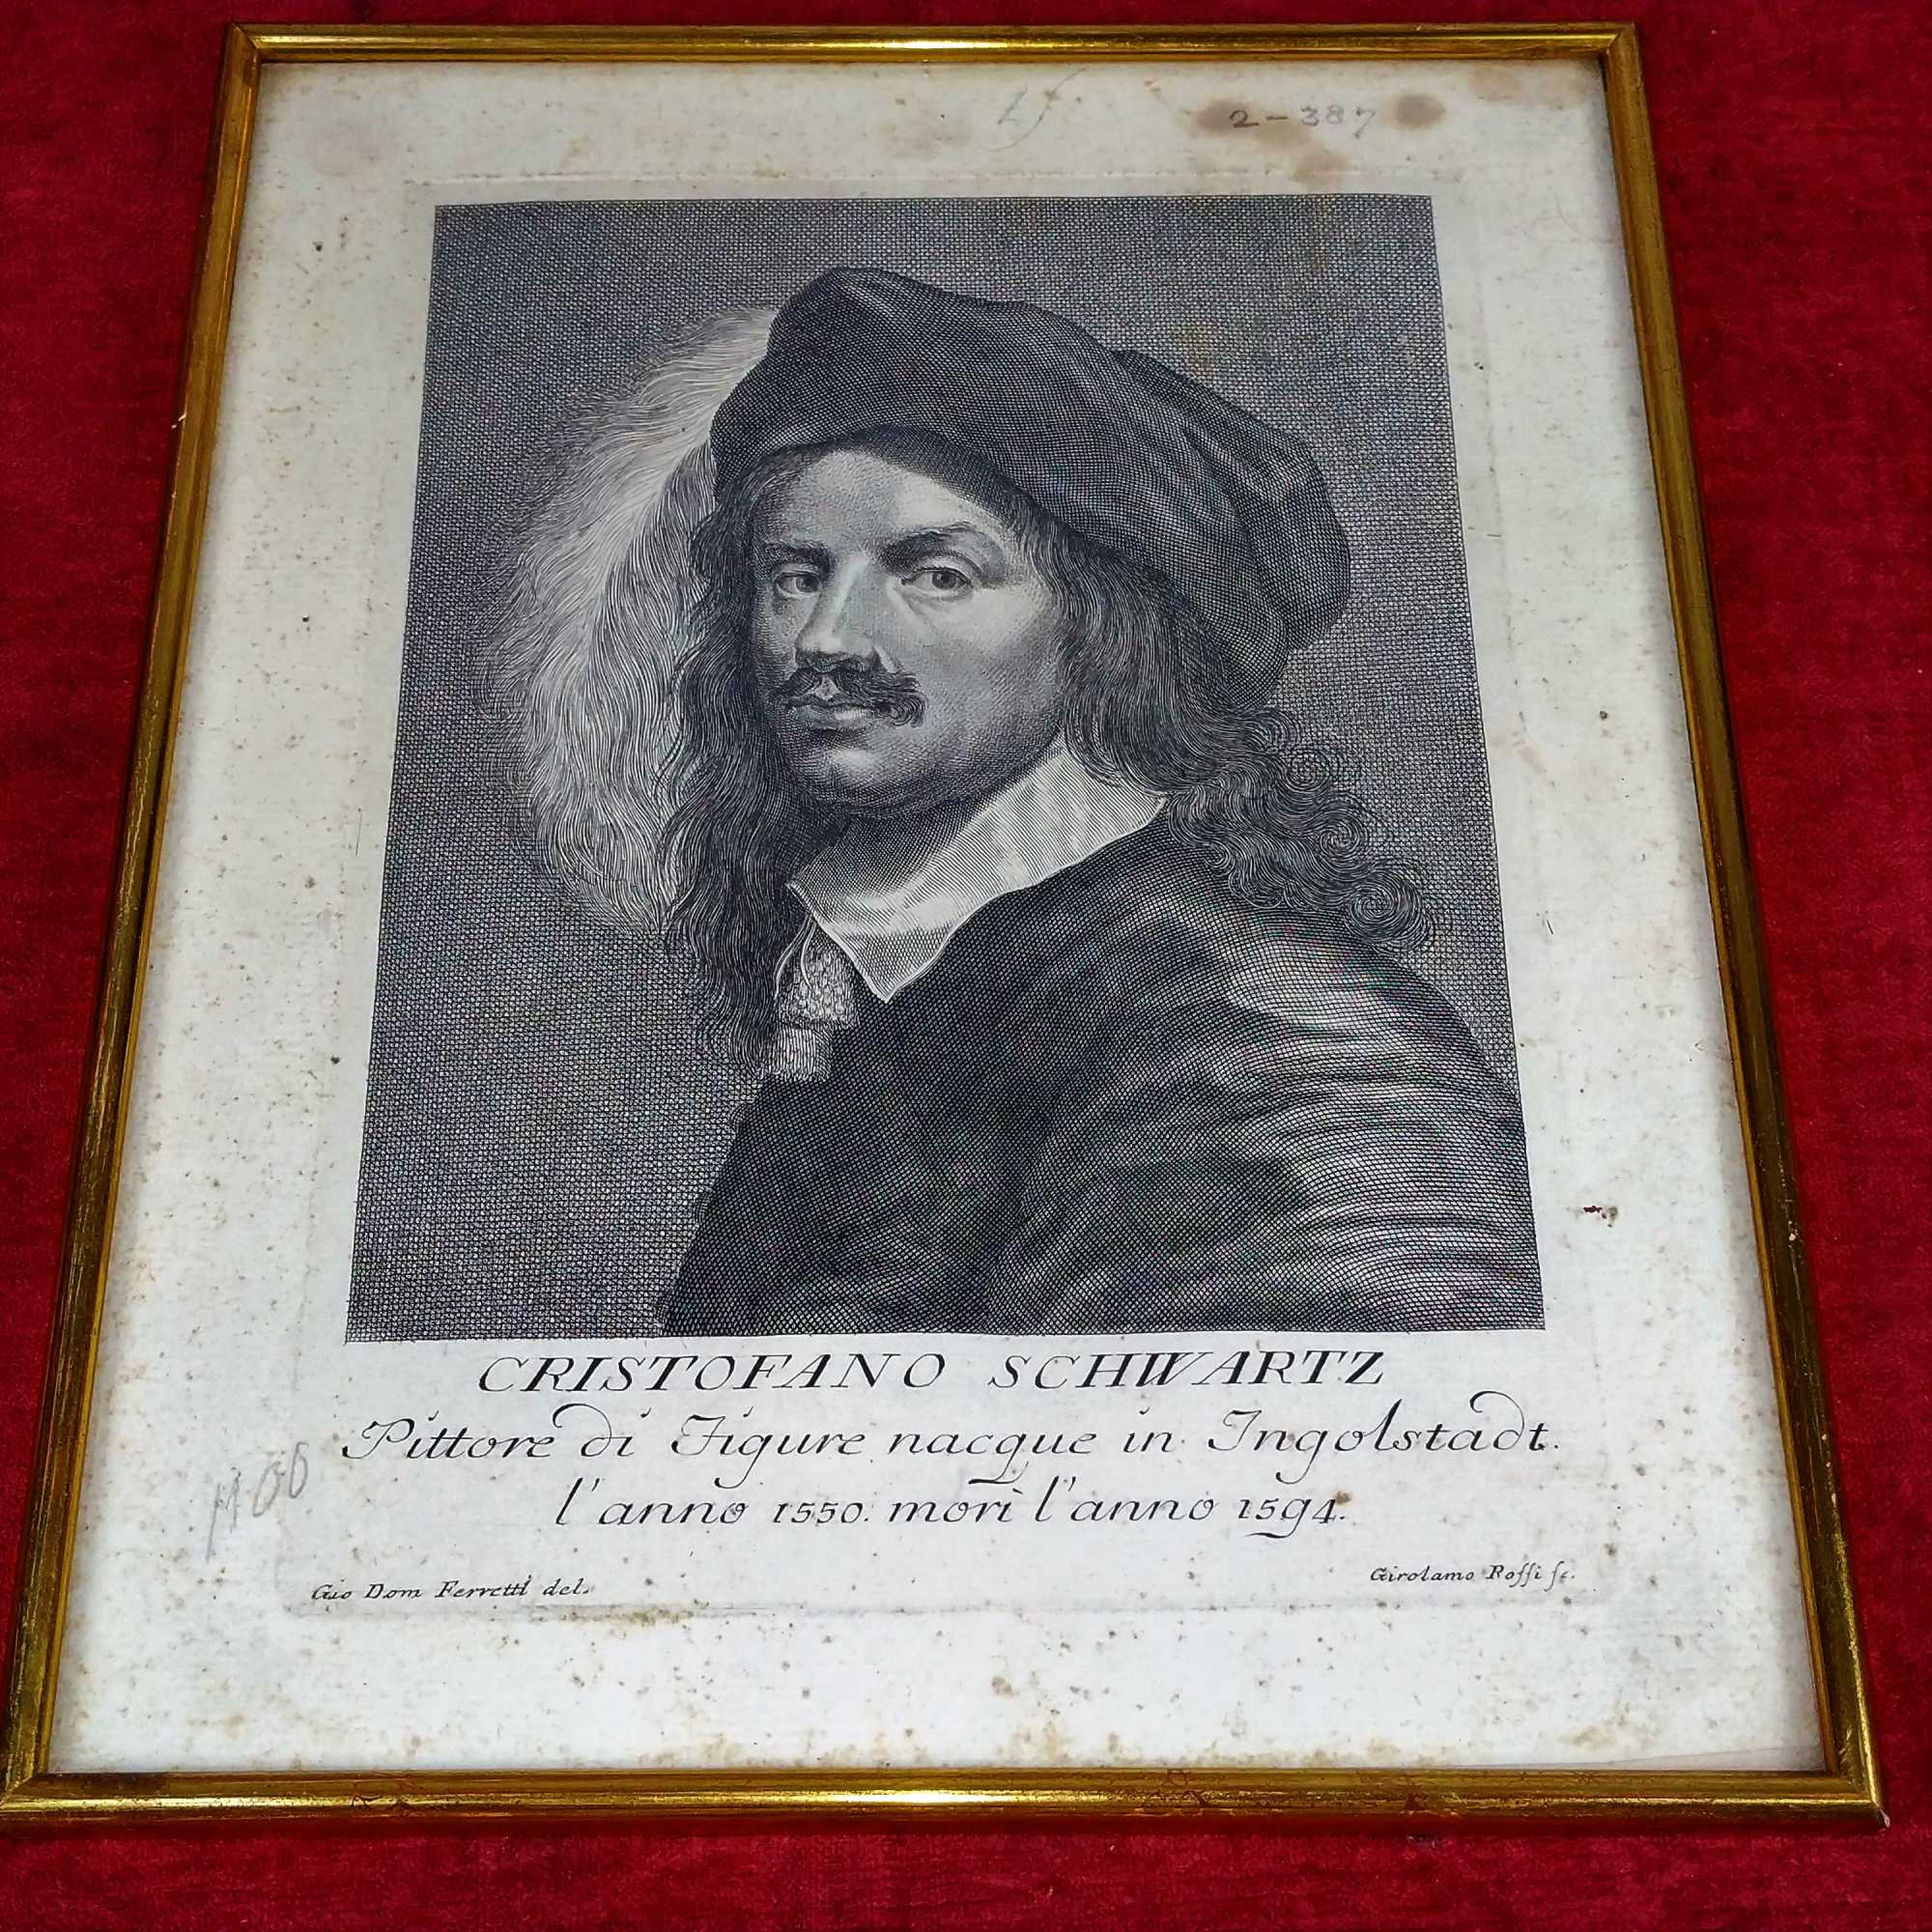 2-387
CRISTOFANO SCHWARTZ
Pittore di Figure nacque in Ingolstadt.
l'anno 1550. morì l'anno 1594.
Gio Dom Ferretti del.
Girolamo Rossi sc.